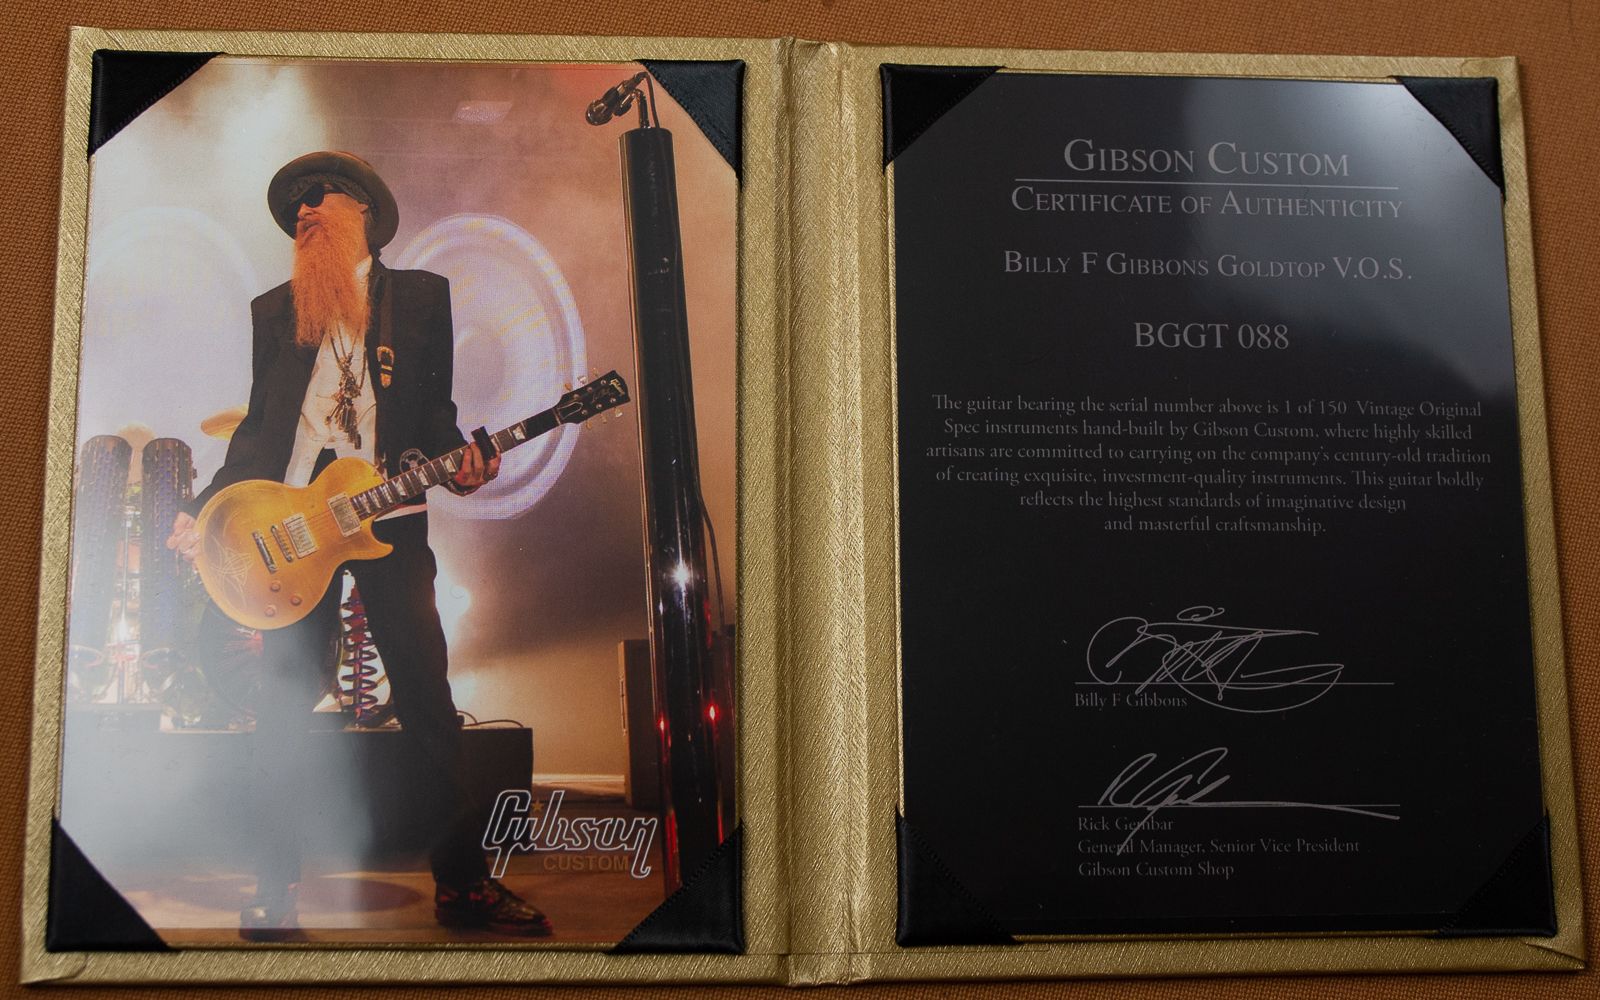 Gibson
CUSTOM
GIBSON CUSTOM
CERTIFICATE OF AUTHENTICITY
BILLY F GIBBONS GOLDTOP V.O.S.
BGGT 088
The guitar bearing the serial number above is 1 of 150 Vintage Original
Spec instruments hand-built by Gibson Custom, where highly skilled
artisans are committed to carrying on the company's century-old tradition
of creating exquisite, investment-quality instruments. This guitar boldly
reflects the highest standards of imaginative design
and masterful craftsmanship.
Billy F Gibbons
Rick Gembar
General Manager, Senior Vice President
Gibson Custom Shop